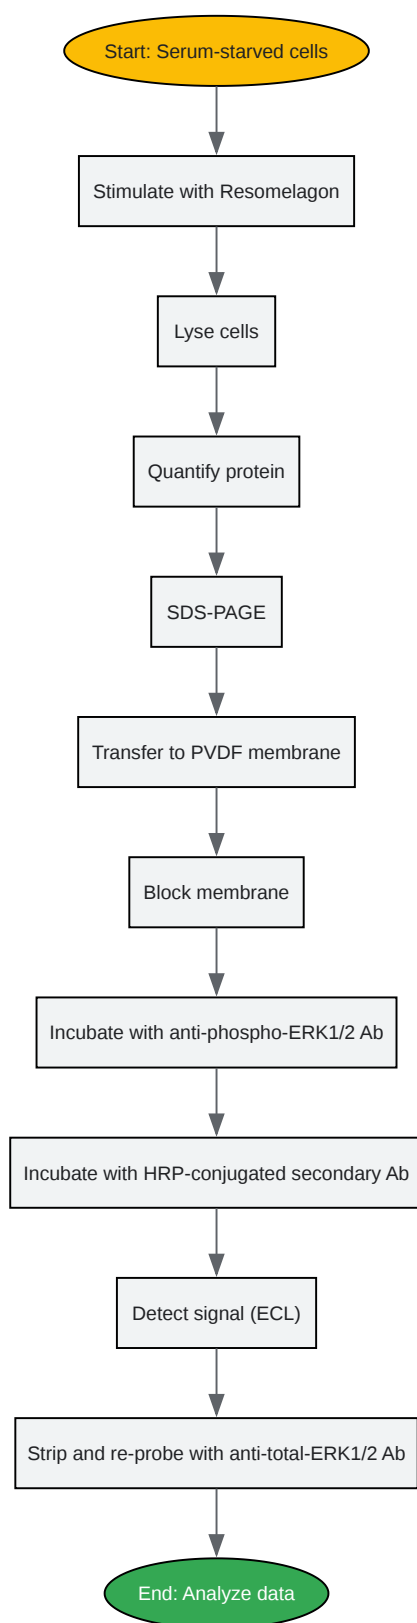 Start: Serum-starved cells
Stimulate with Resomelagon
Lyse cells
Quantify protein
SDS-PAGE
Transfer to PVDF membrane
Block membrane
Incubate with anti-phospho-ERK1/2 Ab
Incubate with HRP-conjugated secondary Ab
Detect signal (ECL)
Strip and re-probe with anti-total-ERK1/2 Ab
End: Analyze data